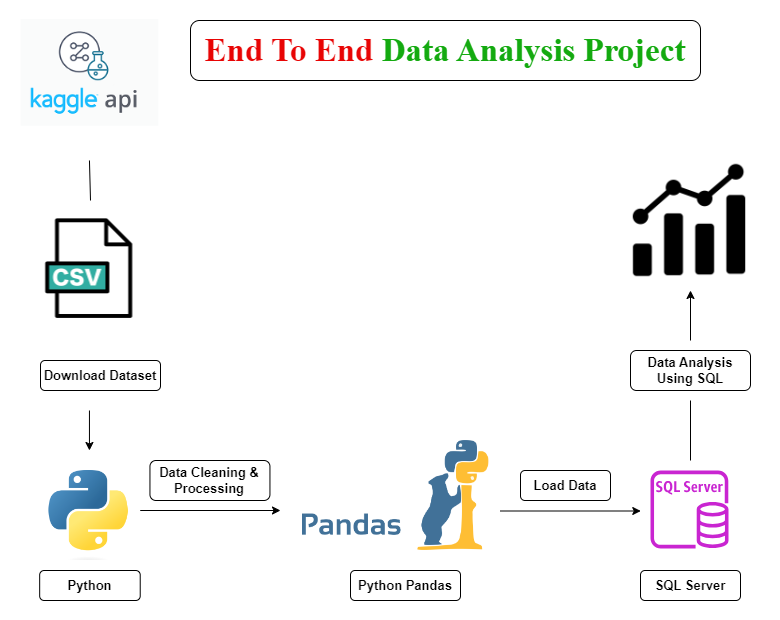 End To End Data Analysis Project
kaggle api
CSV
Download Dataset
Data Cleaning &
Processing
Python
Pandas
Python Pandas
Load Data
SQL Server
SQL Server
Data Analysis
Using SQL